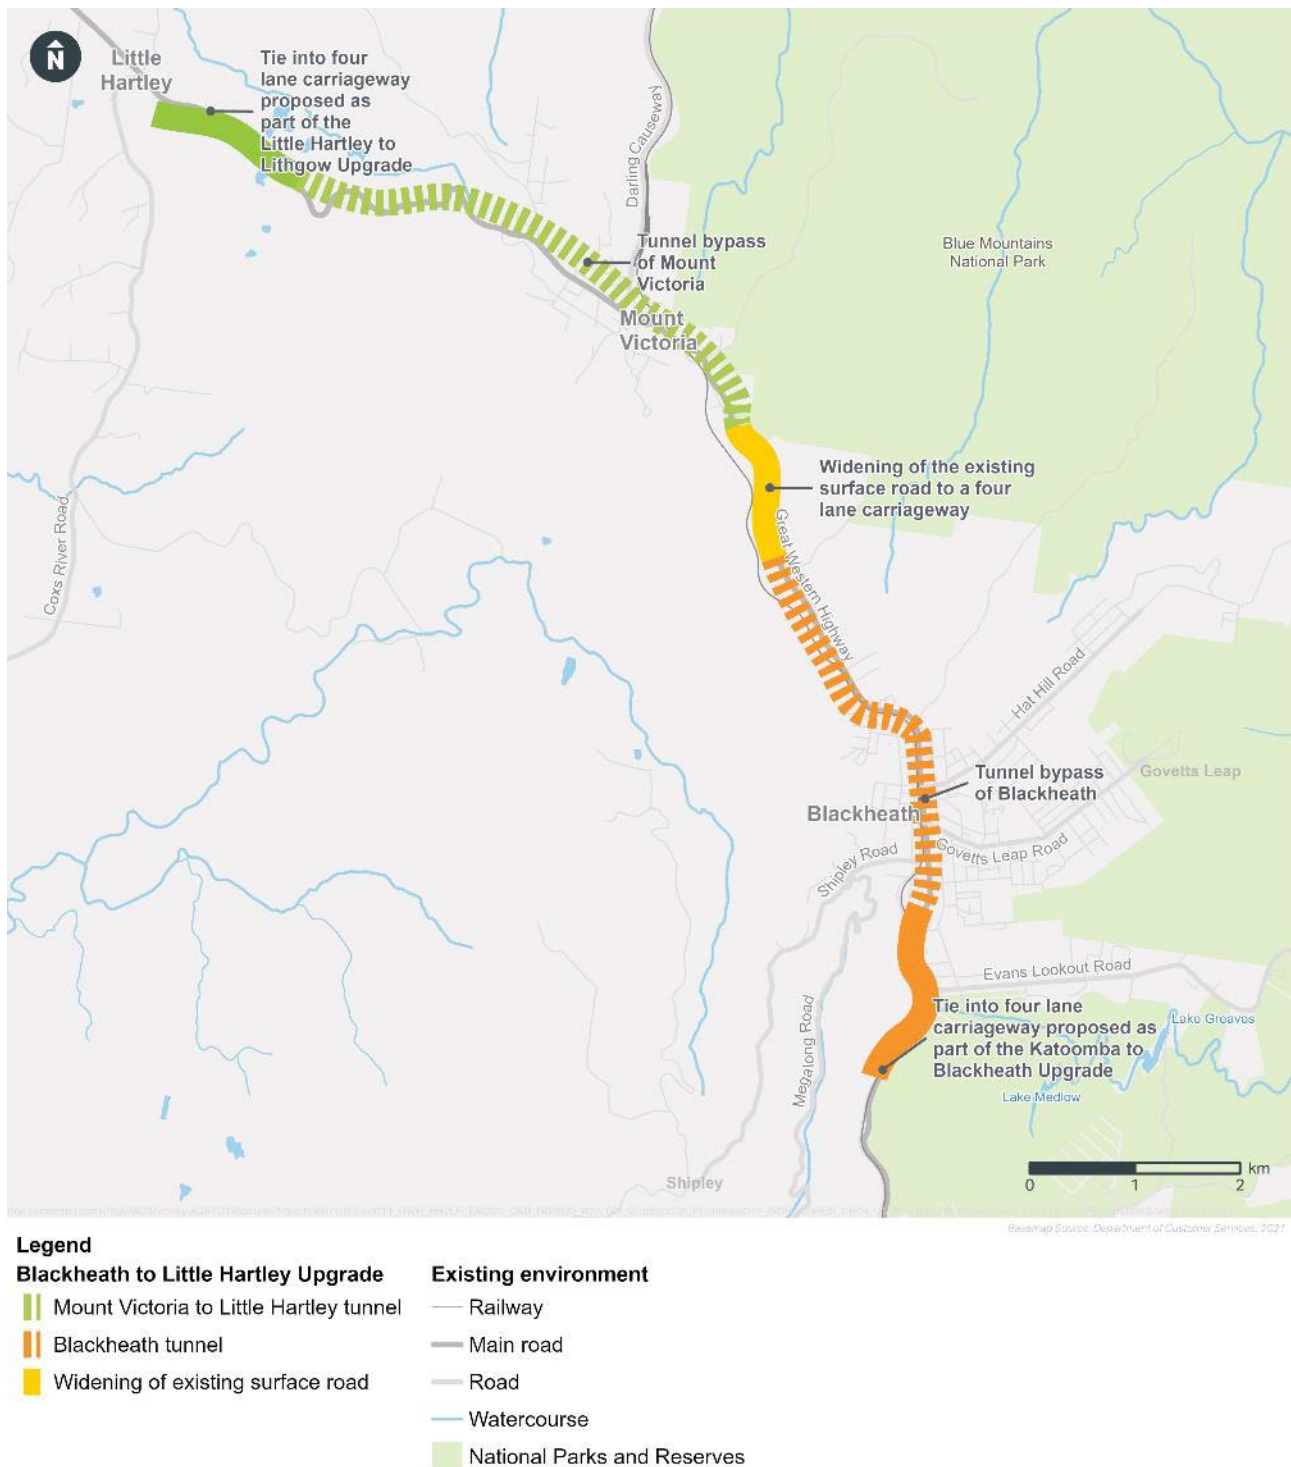 N
Little
Hartley
Tie into four
lane carriageway
proposed as
part of the
Little Hartley to
Lithgow Upgrade
Darling Causeway
Tunnel bypass
of Mount
Victoria
Blue Mountains
National Park
Mount
Victoria
Widening of the existing
surface road to a four
lane carriageway
Coxs River Road
Great Western Highway
Hat Hill Road
Tunnel bypass
of Blackheath
Govetts Leap
Blackheath
Govetts Leap Road
Shipley Road
Evans Lookout Road
Megalong Road
Tie into four lane
carriageway proposed as
part of the Katoomba to
Blackheath Upgrade
Lake Greaves
Lake Medlow
Shipley
km
0 1 2
Basemap Source: Department of Customer Services, 2021
Legend
Blackheath to Little Hartley Upgrade
Mount Victoria to Little Hartley tunnel
Blackheath tunnel
Widening of existing surface road
Existing environment
Railway
Main road
Road
Watercourse
National Parks and Reserves